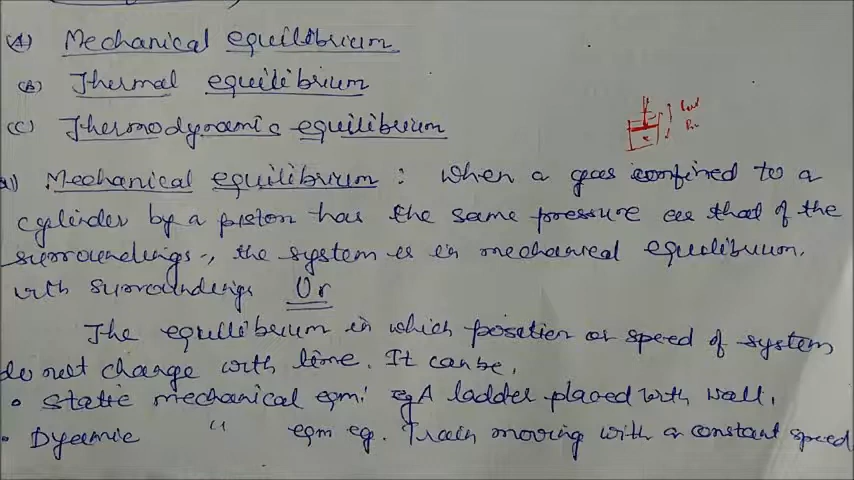 (A) Mechanical equilibrium
(B) Thermal equilibrium
(C) Thermodynamic equilibrium
a) Mechanical equilibrium : When a gas confined to a
cylinder by a piston has the same pressure as that of the
surroundings, the system is in mechanical equilibrium.
with surroundings Or
The equilibrium in which position or speed of system
do not change with time. It can be,
• Static mechanical eqm: eg A ladder placed with wall,
• Dyamic " eqm eg. Train moving with a constant speed